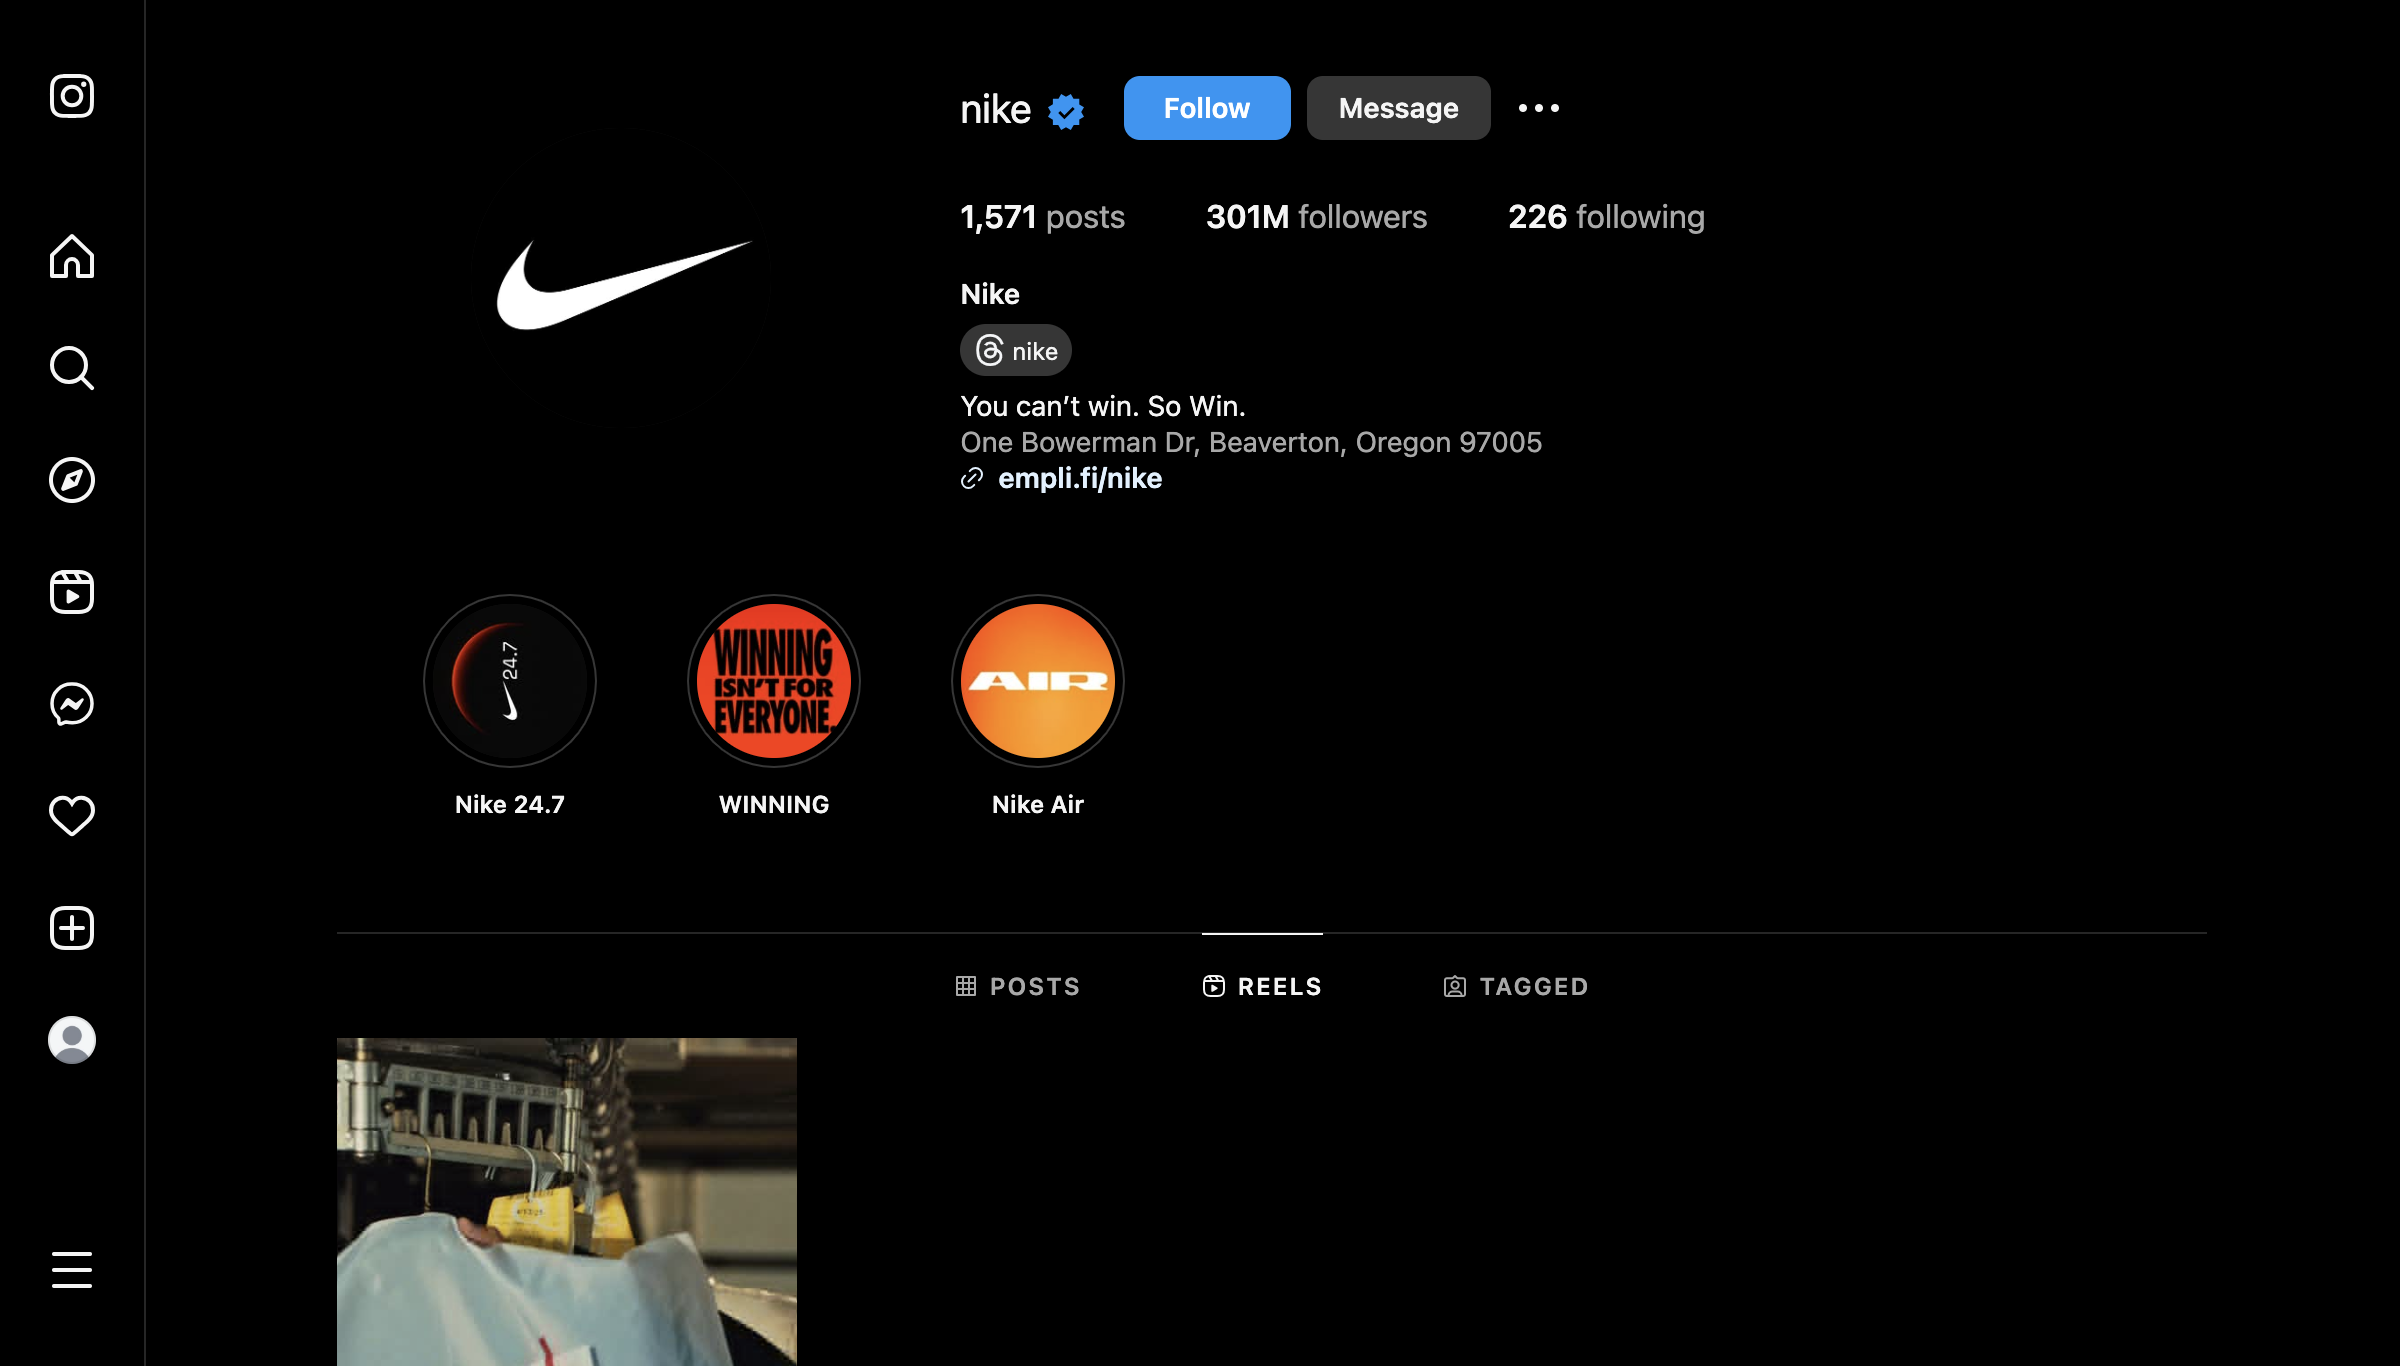 nike Follow Message
1,571 posts 301M followers 226 following
Nike
nike
You can’t win. So Win.
One Bowerman Dr, Beaverton, Oregon 97005
empli.fi/nike
24.7
WINNING
ISN'T FOR
EVERYONE.
AIR
Nike 24.7 WINNING Nike Air
POSTS REELS TAGGED